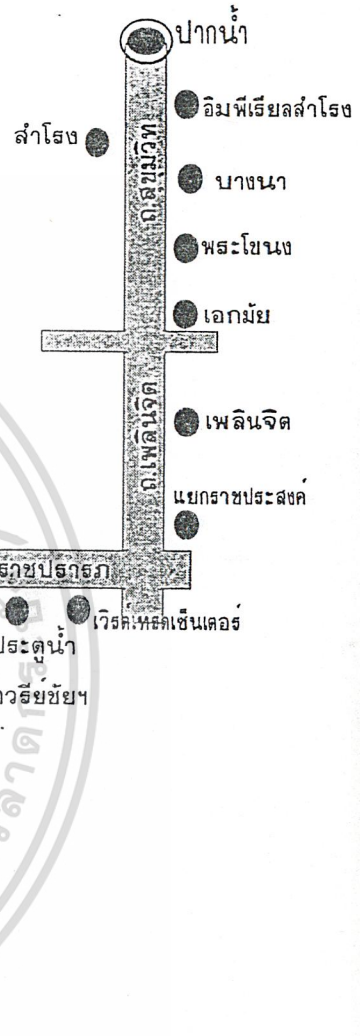 ปากน้ำ
อิมพีเรียลสำโรง
สำโรง
ถ.สุขุมวิท
บางนา
พระโขนง
เอกมัย
ถ.เพลินจิต
เพลินจิต
แยกราชประสงค์
ราชปรารภ
เวิรด์เทรดเซ็นเตอร์
ประตูน้ำ
าวรีย์ชัยฯ